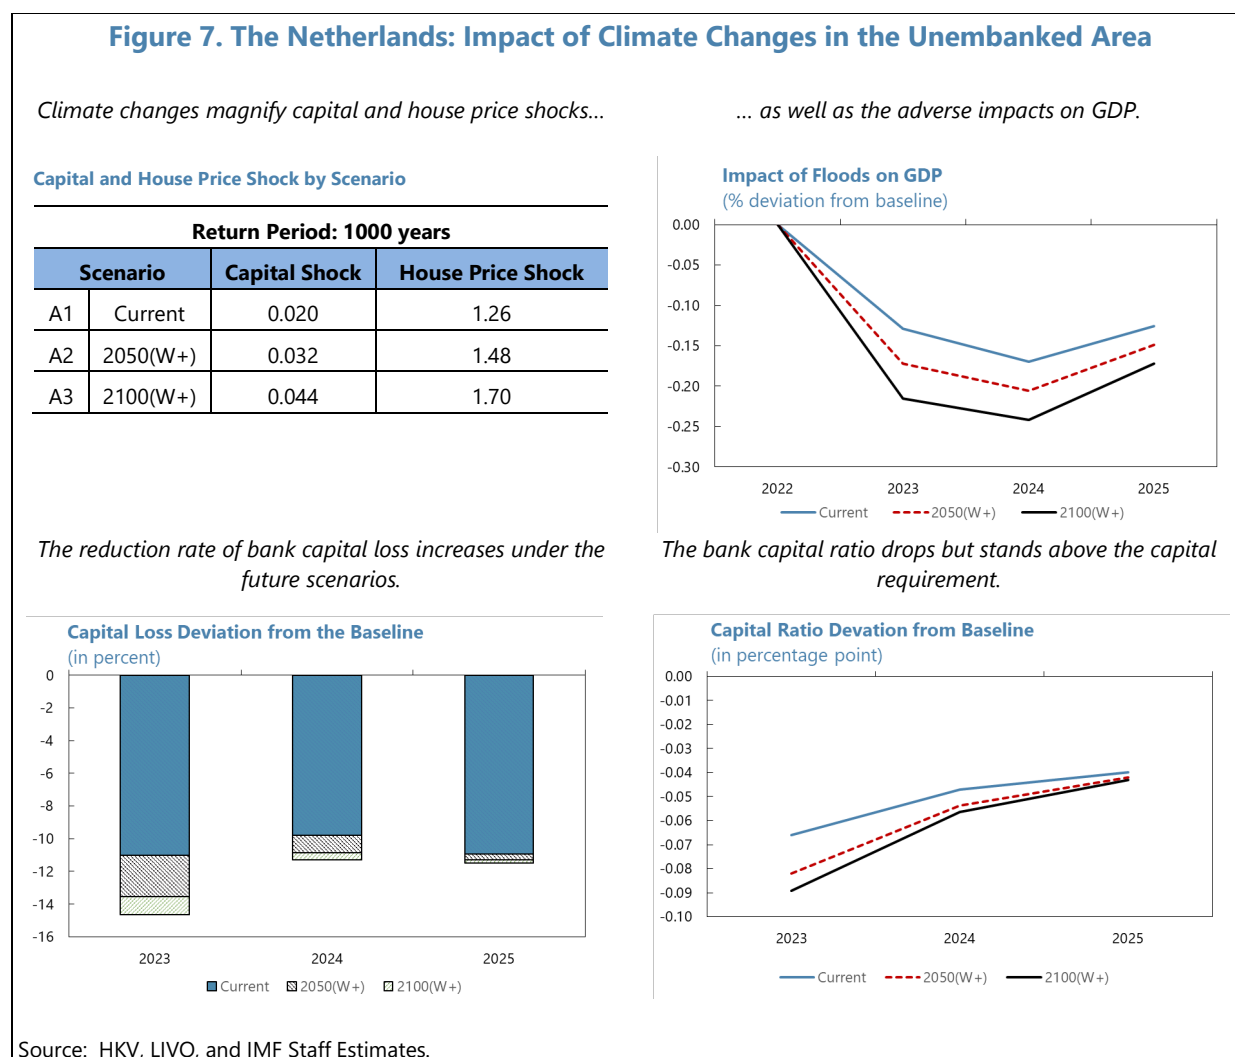 Figure 7. The Netherlands: Impact of Climate Changes in the Unembanked Area
Climate changes magnify capital and house price shocks...
... as well as the adverse impacts on GDP.
Capital and House Price Shock by Scenario
Return Period: 1000 years
Scenario Capital Shock House Price Shock
A1 Current 0.020 1.26
A2 2050(W+) 0.032 1.48
A3 2100(W+) 0.044 1.70
Impact of Floods on GDP
(% deviation from baseline)
0.00
-0.05
-0.10
-0.15
-0.20
-0.25
-0.30
2022 2023 2024 2025
Current 2050(W+) 2100(W+)
The reduction rate of bank capital loss increases under the
future scenarios.
The bank capital ratio drops but stands above the capital
requirement.
Capital Loss Deviation from the Baseline
(in percent)
0
-2
-4
-6
-8
-10
-12
-14
-16
2023 2024 2025
Current 2050(W+) 2100(W+)
Capital Ratio Devation from Baseline
(in percentage point)
0.00
-0.01
-0.02
-0.03
-0.04
-0.05
-0.06
-0.07
-0.08
-0.09
-0.10
2023 2024 2025
Current 2050(W+) 2100(W+)
Source: HKV, LIVO, and IMF Staff Estimates.